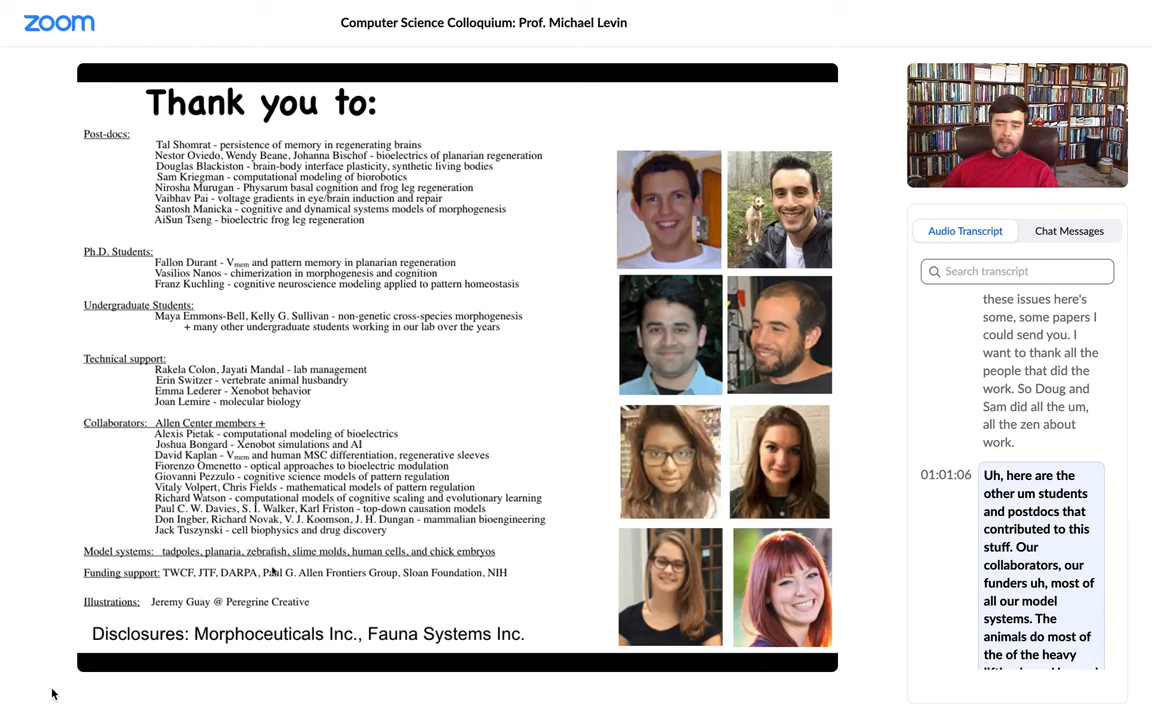 zoom
Computer Science Colloquium: Prof. Michael Levin
Thank you to:
Post-docs:
Tal Shomrat - persistence of memory in regenerating brains
Nestor Oviedo, Wendy Beane, Johanna Bischof - bioelectrics of planarian regeneration
Douglas Blackiston - brain-body interface plasticity, synthetic living bodies
Sam Kriegman - computational modeling of biorobotics
Nirosha Murugan - Physarum basal cognition and frog leg regeneration
Vaibhav Pai - voltage gradients in eye/brain induction and repair
Santosh Manicka - cognitive and dynamical systems models of morphogenesis
AiSun Tseng - bioelectric frog leg regeneration
Ph.D. Students:
Fallon Durant - Vmem and pattern memory in planarian regeneration
Vasilios Nanos - chimerization in morphogenesis and cognition
Franz Kuchling - cognitive neuroscience modeling applied to pattern homeostasis
Undergraduate Students:
Maya Emmons-Bell, Kelly G. Sullivan - non-genetic cross-species morphogenesis
+ many other undergraduate students working in our lab over the years
Technical support:
Rakela Colon, Jayati Mandal - lab management
Erin Switzer - vertebrate animal husbandry
Emma Lederer - Xenobot behavior
Joan Lemire - molecular biology
Collaborators: Allen Center members +
Alexis Pietak - computational modeling of bioelectrics
Joshua Bongard - Xenobot simulations and AI
David Kaplan - Vmem and human MSC differentiation, regenerative sleeves
Fiorenzo Omenetto - optical approaches to bioelectric modulation
Giovanni Pezzulo - cognitive science models of pattern regulation
Vitaly Volpert, Chris Fields - mathematical models of pattern regulation
Richard Watson - computational models of cognitive scaling and evolutionary learning
Paul C. W. Davies, S. I. Walker, Karl Friston - top-down causation models
Don Ingber, Richard Novak, V. J. Koomson, J. H. Dungan - mammalian bioengineering
Jack Tuszynski - cell biophysics and drug discovery
Model systems: tadpoles, planaria, zebrafish, slime molds, human cells, and chick embryos
Funding support: TWCF, JTF, DARPA, Paul G. Allen Frontiers Group, Sloan Foundation, NIH
Illustrations: Jeremy Guay @ Peregrine Creative
Disclosures: Morphoceuticals Inc., Fauna Systems Inc.
Audio Transcript
Chat Messages
Search transcript
these issues here's
some, some papers I
could send you. I
want to thank all the
people that did the
work. So Doug and
Sam did all the um,
all the zen about
work.
01:01:06
Uh, here are the
other um students
and postdocs that
contributed to this
stuff. Our
collaborators, our
funders uh, most of
all our model
systems. The
animals do most of
the of the heavy